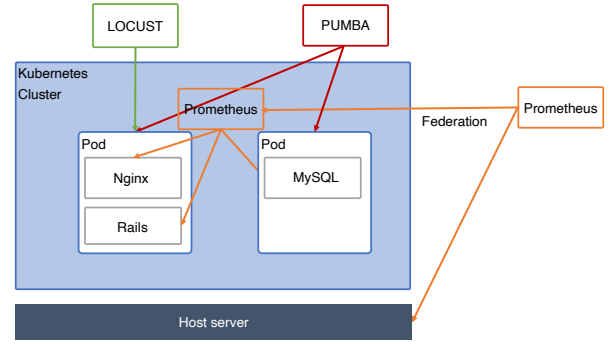 LOCUST
PUMBA
Kubernetes
Cluster
Prometheus
Prometheus
Federation
Pod
Nginx
Rails
Pod
MySQL
Host server